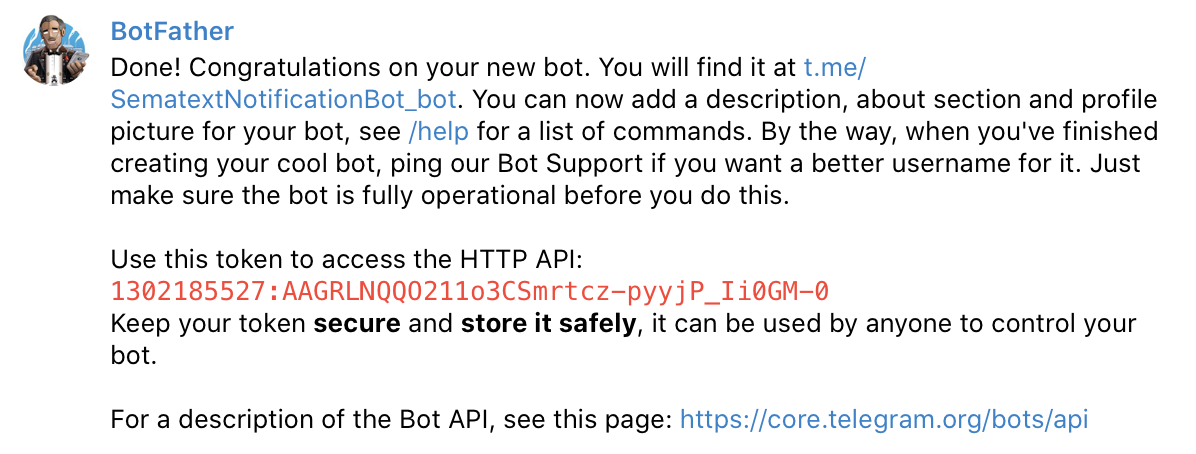 BotFather
Done! Congratulations on your new bot. You will find it at t.me/
SematextNotificationBot_bot. You can now add a description, about section and profile
picture for your bot, see /help for a list of commands. By the way, when you've finished
creating your cool bot, ping our Bot Support if you want a better username for it. Just
make sure the bot is fully operational before you do this.
Use this token to access the HTTP API:
1302185527:AAGRLNQQO211o3CSmrtcz-pyyjP_Ii0GM-0
Keep your token secure and store it safely, it can be used by anyone to control your
bot.
For a description of the Bot API, see this page: https://core.telegram.org/bots/api